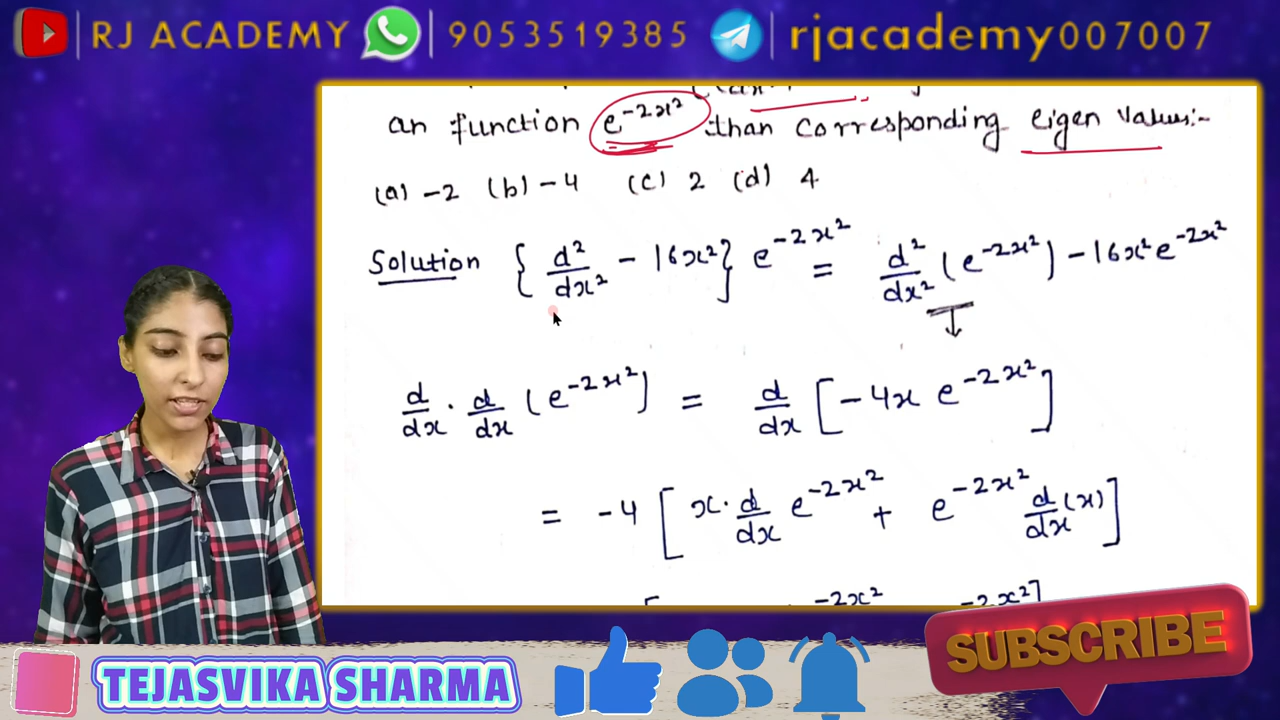 RJ ACADEMY | 9053519385 | rjacademy007007
an function e^{-2x²} than corresponding eigen values:-
(a) -2 (b) -4 (c) 2 (d) 4
Solution { d²/dx² - 16x² } e^{-2x²} = d²/dx² (e^{-2x²}) - 16x² e^{-2x²}
d/dx · d/dx (e^{-2x²}) = d/dx [ -4x e^{-2x²} ]
= -4 [ x · d/dx e^{-2x²} + e^{-2x²} d/dx (x) ]
TEJASVIKA SHARMA
SUBSCRIBE